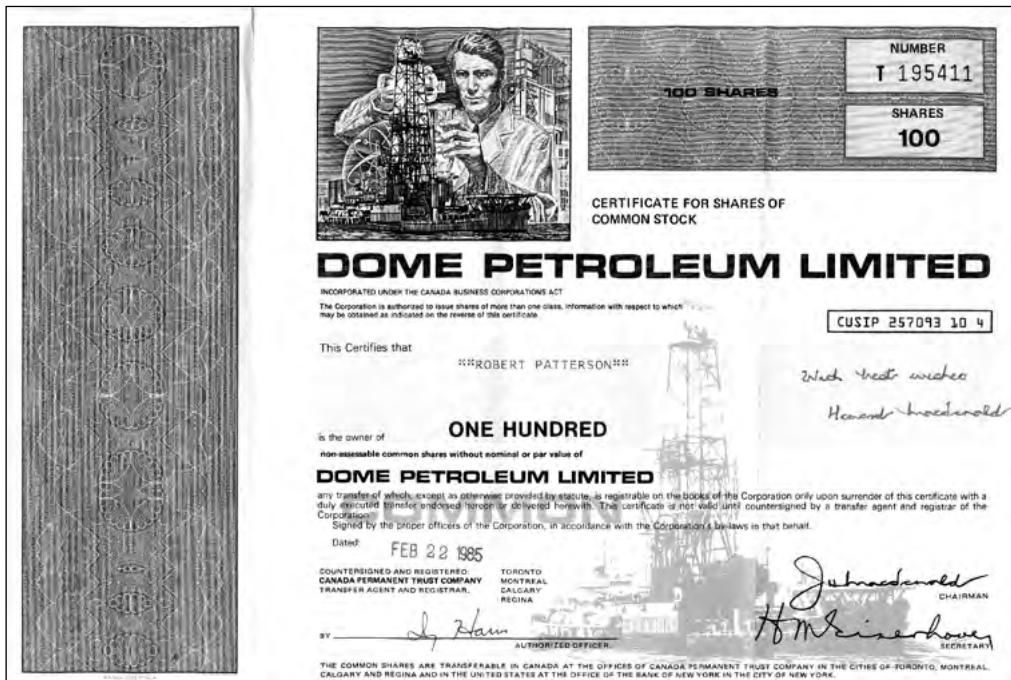 NUMBER
T 195411
100 SHARES
SHARES
100
CERTIFICATE FOR SHARES OF
COMMON STOCK
DOME PETROLEUM LIMITED
INCORPORATED UNDER THE CANADA BUSINESS CORPORATIONS ACT
The Corporation is authorized to issue shares of more than one class, information with respect to which
may be obtained as indicated on the reverse of this certificate.
CUSIP 257093 10 4
This Certifies that
**ROBERT PATTERSON**
With best wishes
Howard Macdonald
is the owner of
ONE HUNDRED
non-assessable common shares without nominal or par value of
DOME PETROLEUM LIMITED
any transfer of which, except as otherwise provided by statute, is registrable on the books of the Corporation only upon surrender of this certificate with a
duly executed transfer endorsed hereon or delivered herewith. This certificate is not valid until countersigned by a transfer agent and registrar of the
Corporation.
Signed by the proper officers of the Corporation, in accordance with the Corporation's by-laws in that behalf.
Dated:
FEB 22 1985
COUNTERSIGNED AND REGISTERED:
CANADA PERMANENT TRUST COMPANY
TRANSFER AGENT AND REGISTRAR.
TORONTO
MONTREAL
CALGARY
REGINA
CHAIRMAN
BY
AUTHORIZED OFFICER.
SECRETARY
THE COMMON SHARES ARE TRANSFERABLE IN CANADA AT THE OFFICES OF CANADA PERMANENT TRUST COMPANY IN THE CITIES OF TORONTO, MONTREAL,
CALGARY AND REGINA AND IN THE UNITED STATES AT THE OFFICE OF THE BANK OF NEW YORK IN THE CITY OF NEW YORK.